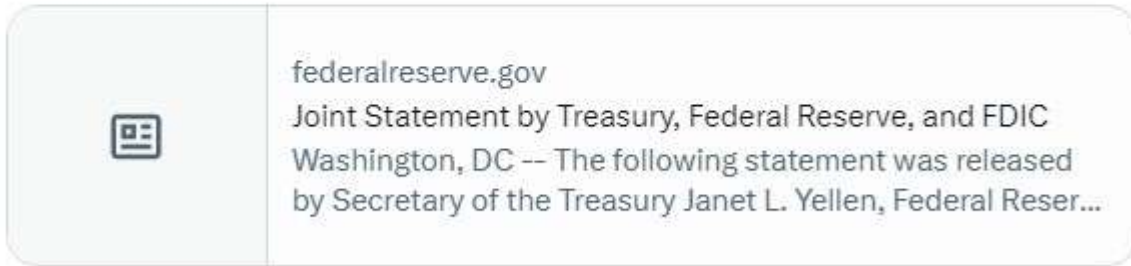 federalreserve.gov
Joint Statement by Treasury, Federal Reserve, and FDIC
Washington, DC -- The following statement was released
by Secretary of the Treasury Janet L. Yellen, Federal Reser...